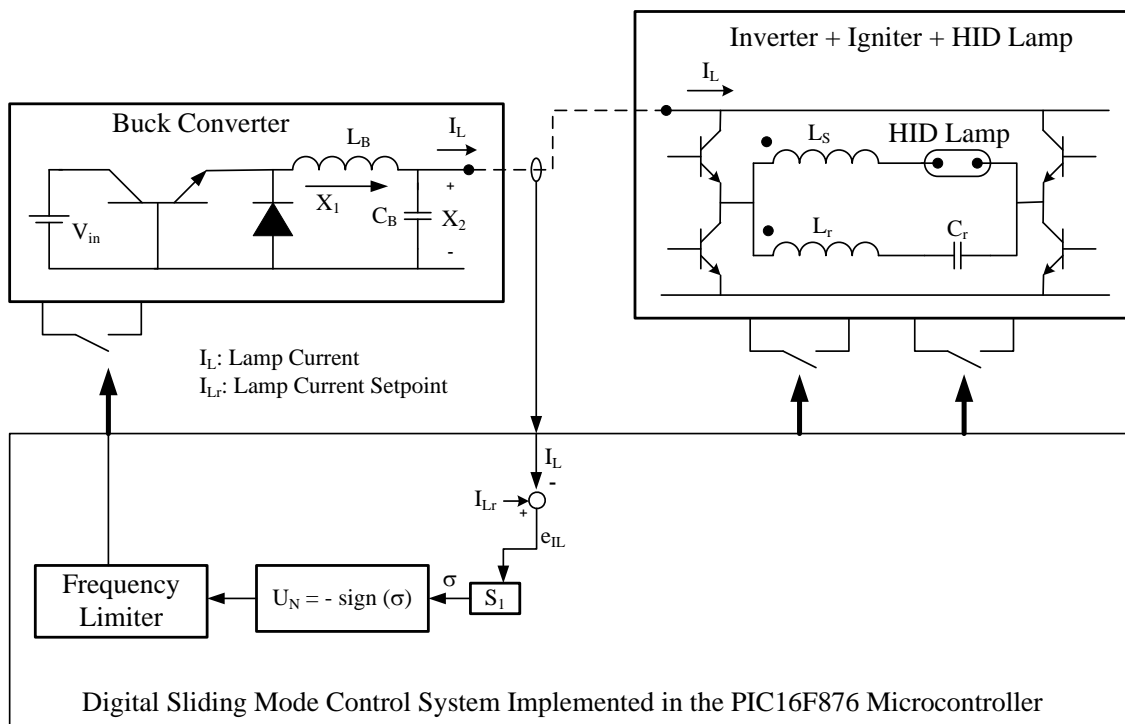 Inverter + Igniter + HID Lamp
I_L
Buck Converter
L_B
I_L
L_S
HID Lamp
+
V_in
X_1
C_B
X_2
-
L_r
C_r
I_L: Lamp Current
I_Lr: Lamp Current Setpoint
I_L
-
I_Lr
+
e_IL
Frequency
Limiter
U_N = - sign (σ)
σ
S_1
Digital Sliding Mode Control System Implemented in the PIC16F876 Microcontroller